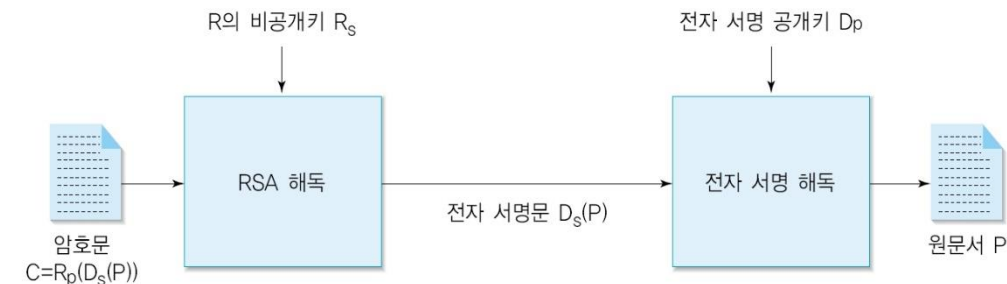 R의 비공개키 Rs
전자 서명 공개키 Dp
RSA 해독
전자 서명문 Ds(P)
전자 서명 해독
암호문
C=Rp(Ds(P))
원문서 P